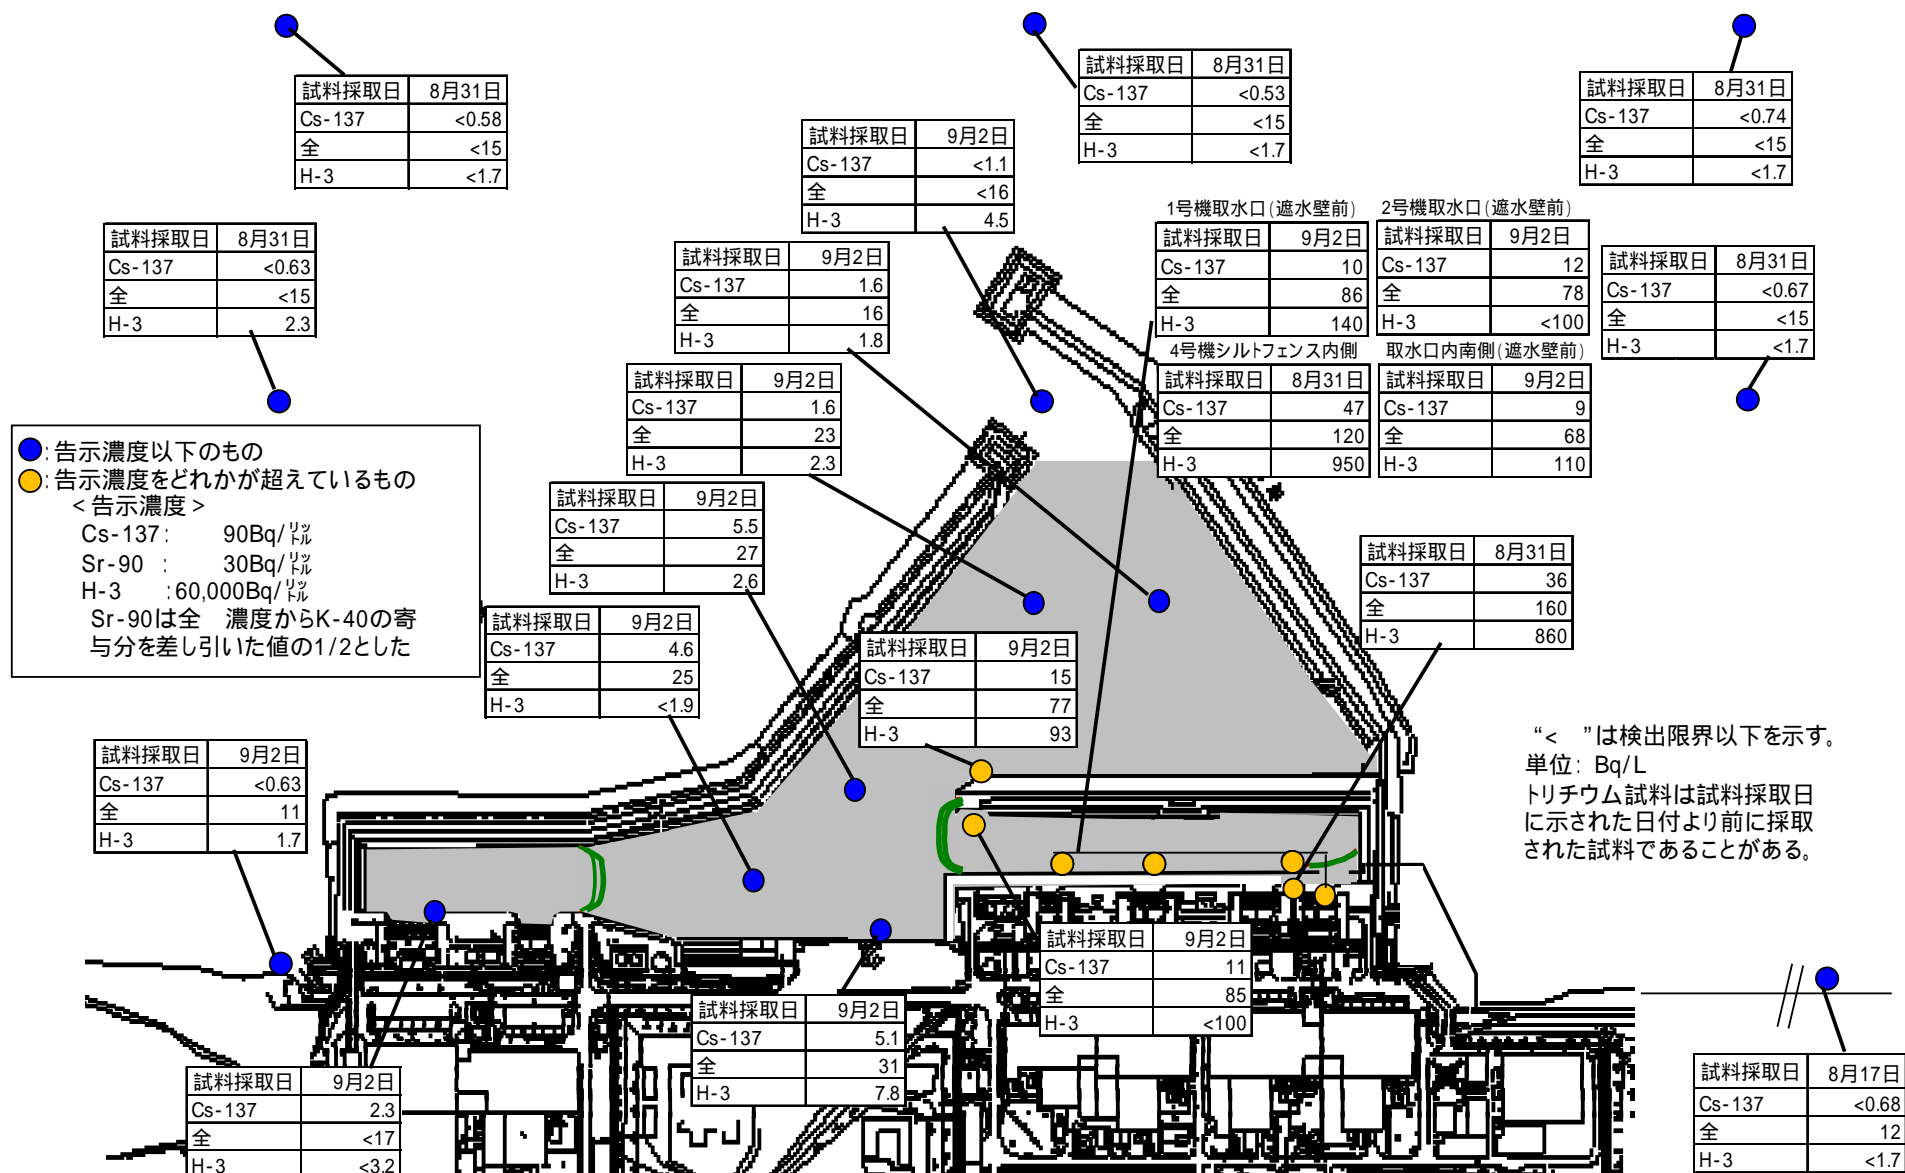 試料採取日 8月31日
Cs-137 <0.58
全 <15
H-3 <1.7
試料採取日 8月31日
Cs-137 <0.53
全 <15
H-3 <1.7
試料採取日 8月31日
Cs-137 <0.74
全 <15
H-3 <1.7
試料採取日 9月2日
Cs-137 <1.1
全 <16
H-3 4.5
試料採取日 8月31日
Cs-137 <0.63
全 <15
H-3 2.3
試料採取日 9月2日
Cs-137 1.6
全 16
H-3 1.8
1号機取水口(遮水壁前)
試料採取日 9月2日
Cs-137 10
全 86
H-3 140
2号機取水口(遮水壁前)
試料採取日 9月2日
Cs-137 12
全 78
H-3 <100
試料採取日 8月31日
Cs-137 <0.67
全 <15
H-3 <1.7
4号機シルトフェンス内側
試料採取日 8月31日
Cs-137 47
全 120
H-3 950
取水口内南側(遮水壁前)
試料採取日 9月2日
Cs-137 9
全 68
H-3 110
試料採取日 9月2日
Cs-137 1.6
全 23
H-3 2.3
:告示濃度以下のもの
:告示濃度をどれかが超えているもの
<告示濃度>
Cs-137: 90Bq/リットル
Sr-90 : 30Bq/リットル
H-3 :60,000Bq/リットル
Sr-90は全 濃度からK-40の寄
与分を差し引いた値の1/2とした
試料採取日 9月2日
Cs-137 5.5
全 27
H-3 2.6
試料採取日 8月31日
Cs-137 36
全 160
H-3 860
試料採取日 9月2日
Cs-137 4.6
全 25
H-3 <1.9
試料採取日 9月2日
Cs-137 15
全 77
H-3 93
試料採取日 9月2日
Cs-137 <0.63
全 11
H-3 1.7
“< ”は検出限界以下を示す。
単位: Bq/L
トリチウム試料は試料採取日
に示された日付より前に採取
された試料であることがある。
試料採取日 9月2日
Cs-137 11
全 85
H-3 <100
試料採取日 9月2日
Cs-137 5.1
全 31
H-3 7.8
試料採取日 9月2日
Cs-137 2.3
全 <17
H-3 <3.2
試料採取日 8月17日
Cs-137 <0.68
全 12
H-3 <1.7